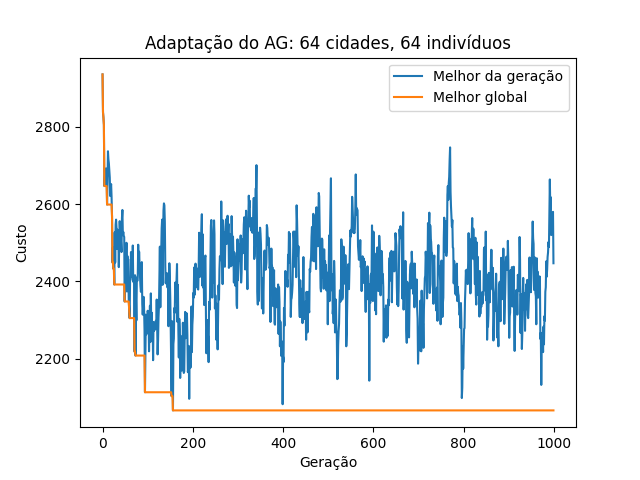 Adaptação do AG: 64 cidades, 64 indivíduos
Melhor da geração
Melhor global
Custo
2800
2600
2400
2200
0
200
400
600
800
1000
Geração